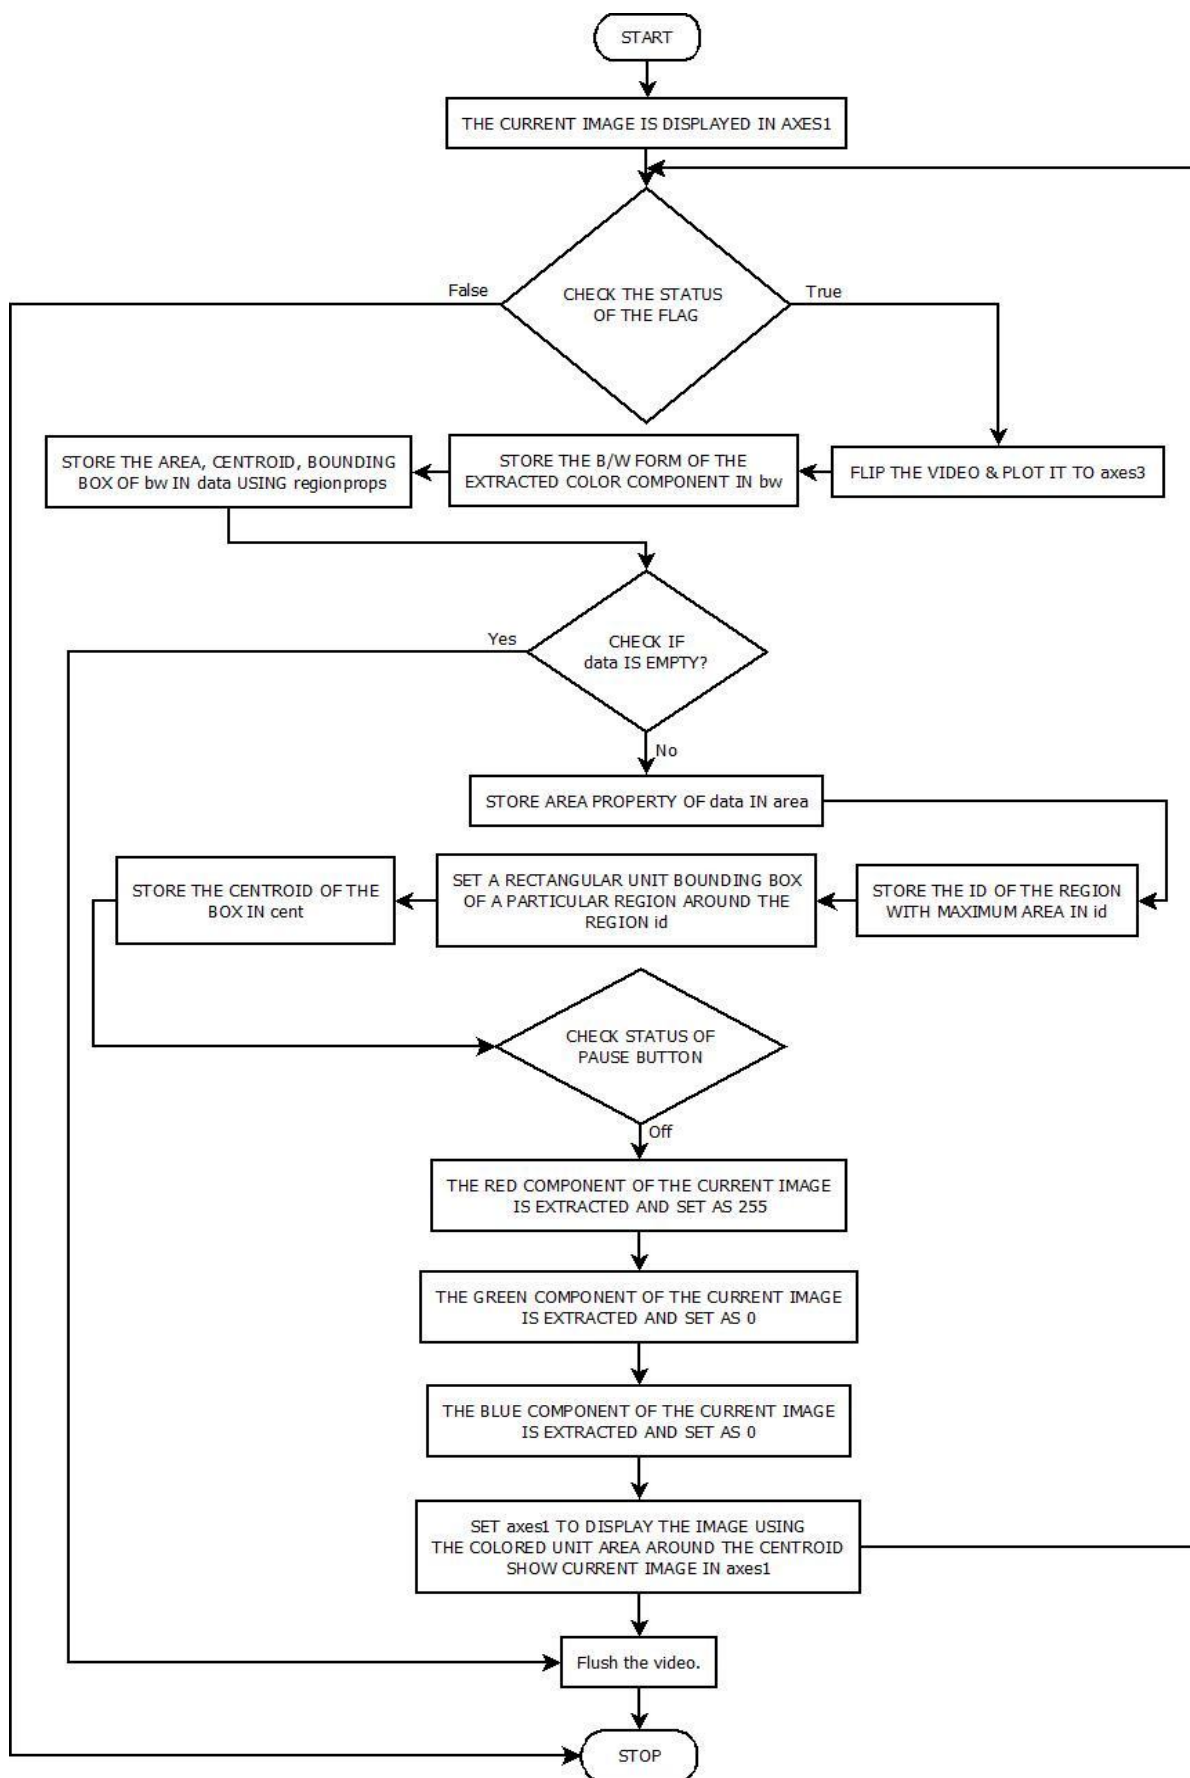 START
THE CURRENT IMAGE IS DISPLAYED IN AXES1
False
CHECK THE STATUS
OF THE FLAG
True
FLIP THE VIDEO & PLOT IT TO axes3
STORE THE B/W FORM OF THE
EXTRACTED COLOR COMPONENT IN bw
STORE THE AREA, CENTROID, BOUNDING
BOX OF bw IN data USING regionprops
Yes
CHECK IF
data IS EMPTY?
No
STORE AREA PROPERTY OF data IN area
STORE THE ID OF THE REGION
WITH MAXIMUM AREA IN id
SET A RECTANGULAR UNIT BOUNDING BOX
OF A PARTICULAR REGION AROUND THE
REGION id
STORE THE CENTROID OF THE
BOX IN cent
CHECK STATUS OF
PAUSE BUTTON
Off
THE RED COMPONENT OF THE CURRENT IMAGE
IS EXTRACTED AND SET AS 255
THE GREEN COMPONENT OF THE CURRENT IMAGE
IS EXTRACTED AND SET AS 0
THE BLUE COMPONENT OF THE CURRENT IMAGE
IS EXTRACTED AND SET AS 0
SET axes1 TO DISPLAY THE IMAGE USING
THE COLORED UNIT AREA AROUND THE CENTROID
SHOW CURRENT IMAGE IN axes1
Flush the video.
STOP